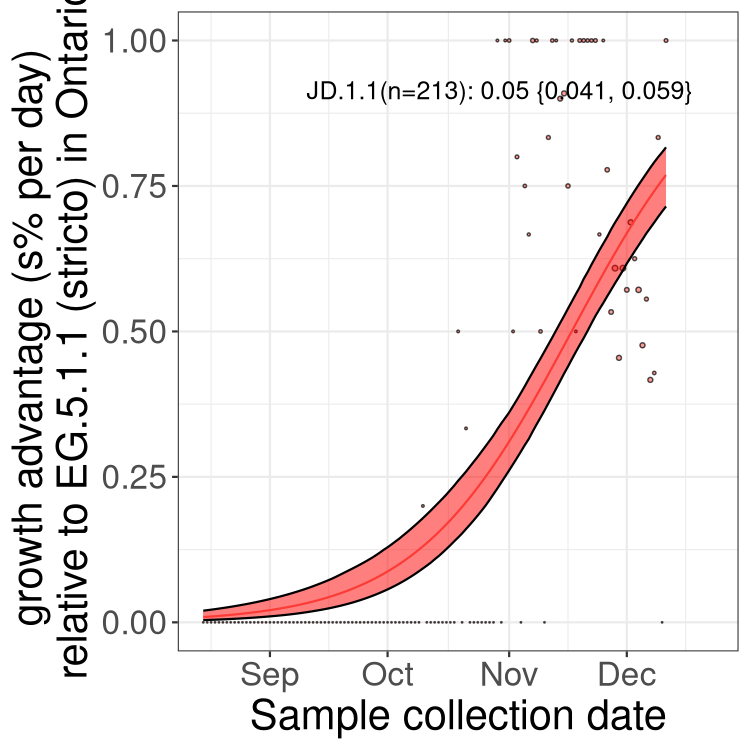 growth advantage (s% per day)
relative to EG.5.1.1 (stricto) in Ontario
1.00
0.75
0.50
0.25
0.00
JD.1.1(n=213): 0.05 {0.041, 0.059}
Sep Oct Nov Dec
Sample collection date